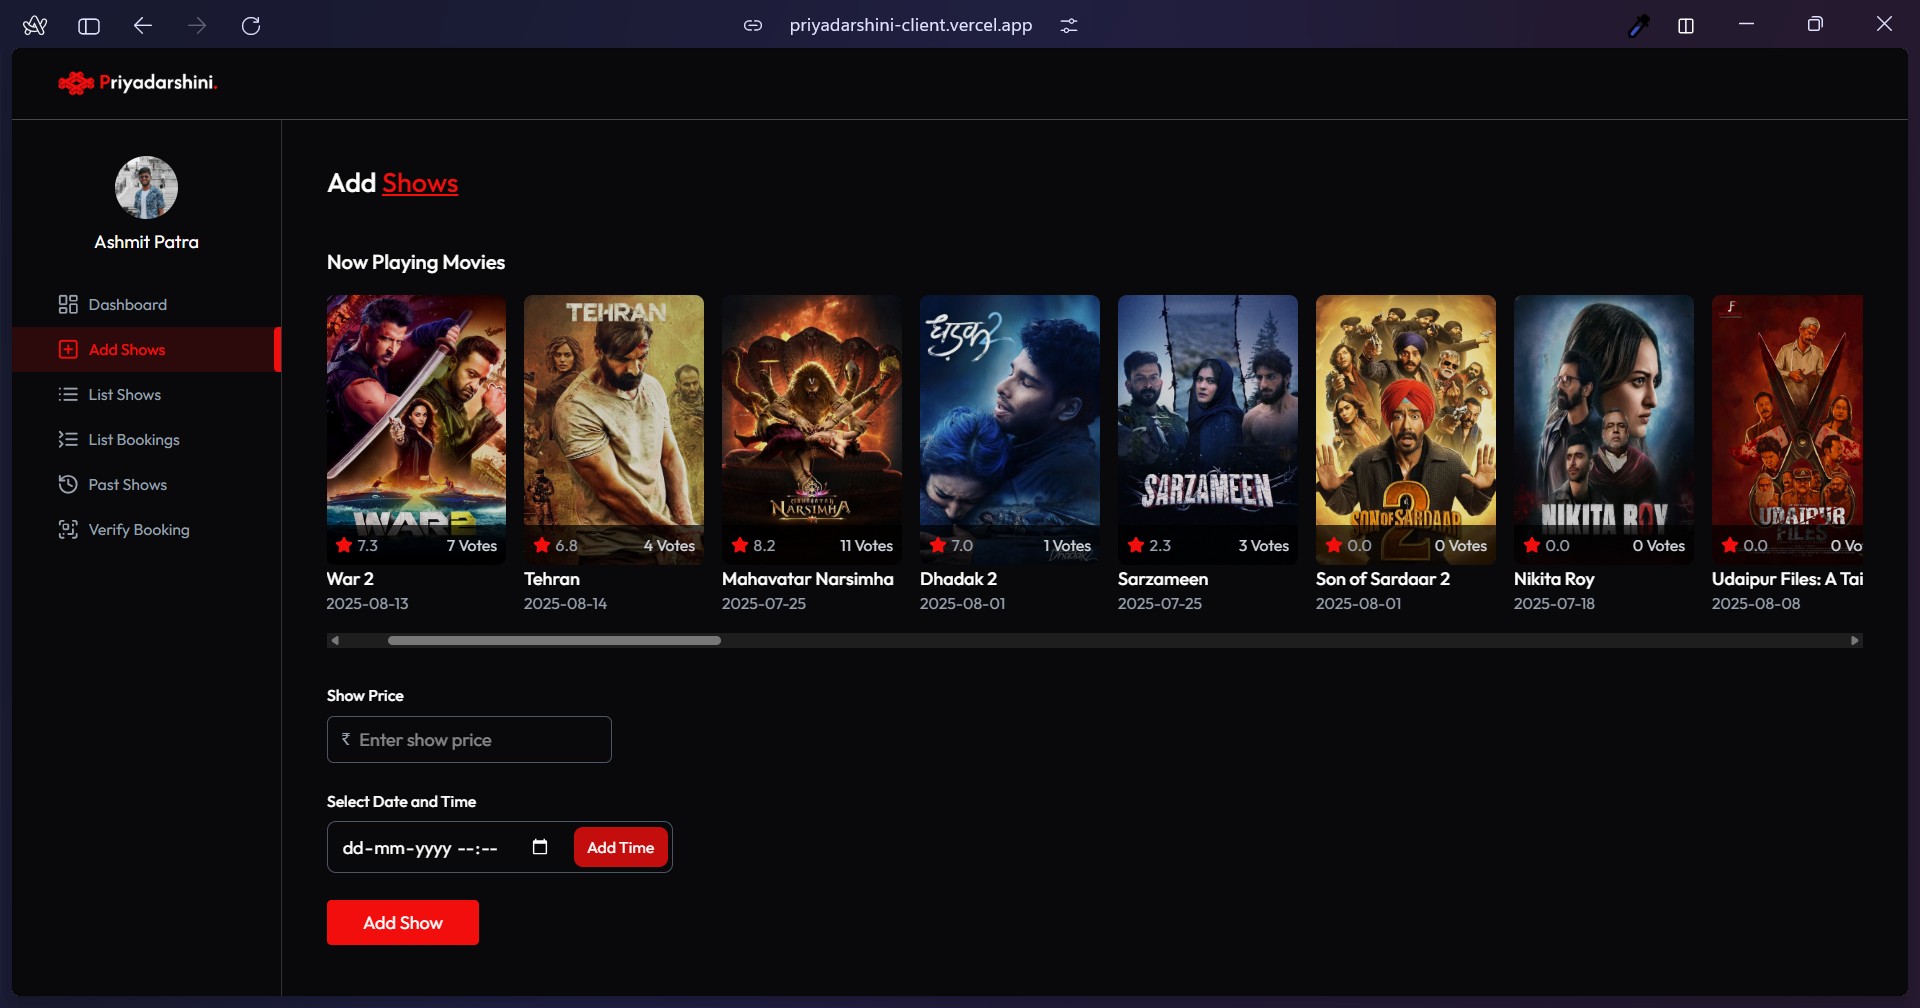 priyadarshini-client.vercel.app
Priyadarshini.
Ashmit Patra
Dashboard
Add Shows
List Shows
List Bookings
Past Shows
Verify Booking
Add Shows
Now Playing Movies
WAR 2
7.3 7 Votes
War 2
2025-08-13
TEHRAN
6.8 4 Votes
Tehran
2025-08-14
MAHAVATAR
NARSIMHA
8.2 11 Votes
Mahavatar Narsimha
2025-07-25
धड़क 2
Dhadak 2
7.0 1 Votes
Dhadak 2
2025-08-01
SARZAMEEN
2.3 3 Votes
Sarzameen
2025-07-25
SON OF SARDAAR
2
0.0 0 Votes
Son of Sardaar 2
2025-08-01
NIKITA ROY
0.0 0 Votes
Nikita Roy
2025-07-18
UDAIPUR
FILES
0.0 0 Vo
Udaipur Files: A Tai
2025-08-08
Show Price
₹ Enter show price
Select Date and Time
dd-mm-yyyy --:-- Add Time
Add Show